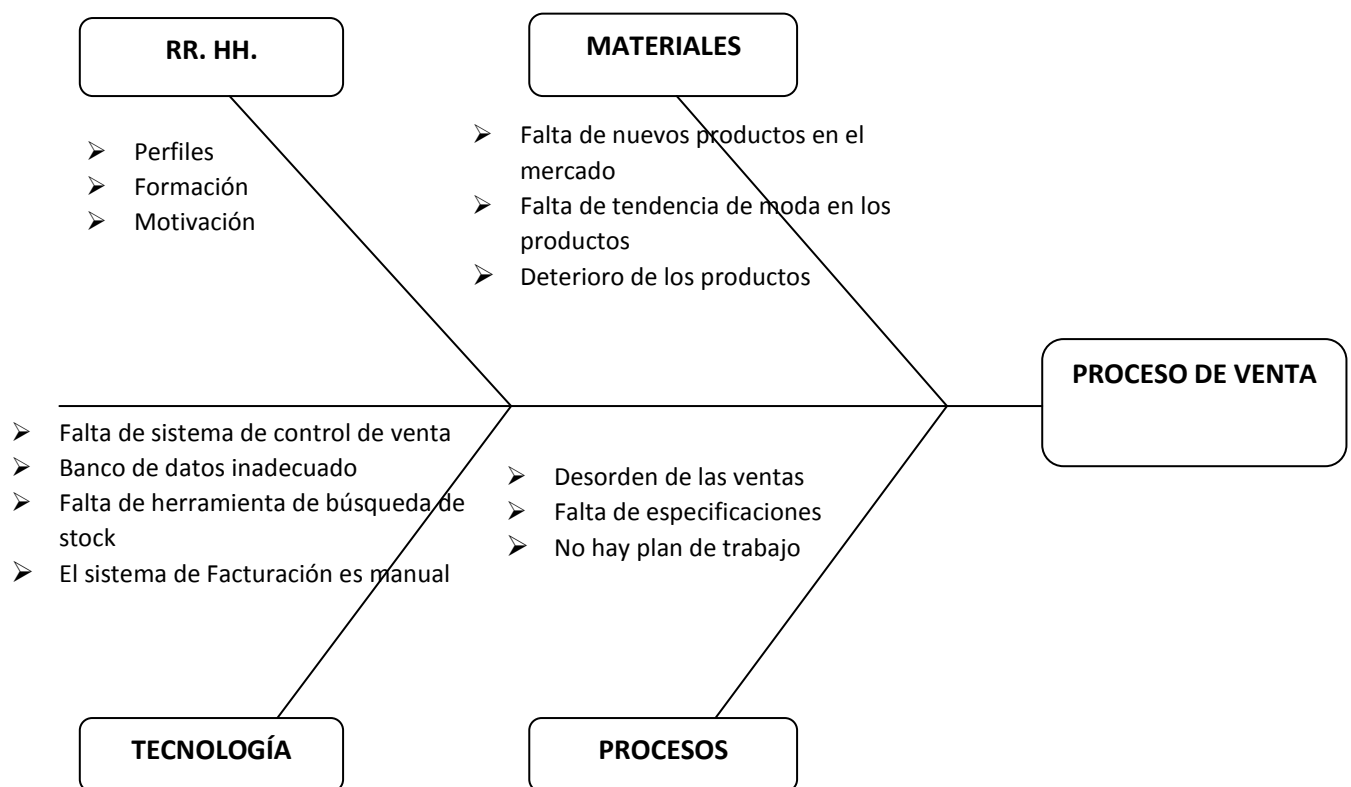 RR. HH.
MATERIALES
➢ Perfiles
➢ Formación
➢ Motivación
➢ Falta de nuevos productos en el
mercado
➢ Falta de tendencia de moda en los
productos
➢ Deterioro de los productos
PROCESO DE VENTA
➢ Falta de sistema de control de venta
➢ Banco de datos inadecuado
➢ Falta de herramienta de búsqueda de
stock
➢ El sistema de Facturación es manual
➢ Desorden de las ventas
➢ Falta de especificaciones
➢ No hay plan de trabajo
TECNOLOGÍA
PROCESOS